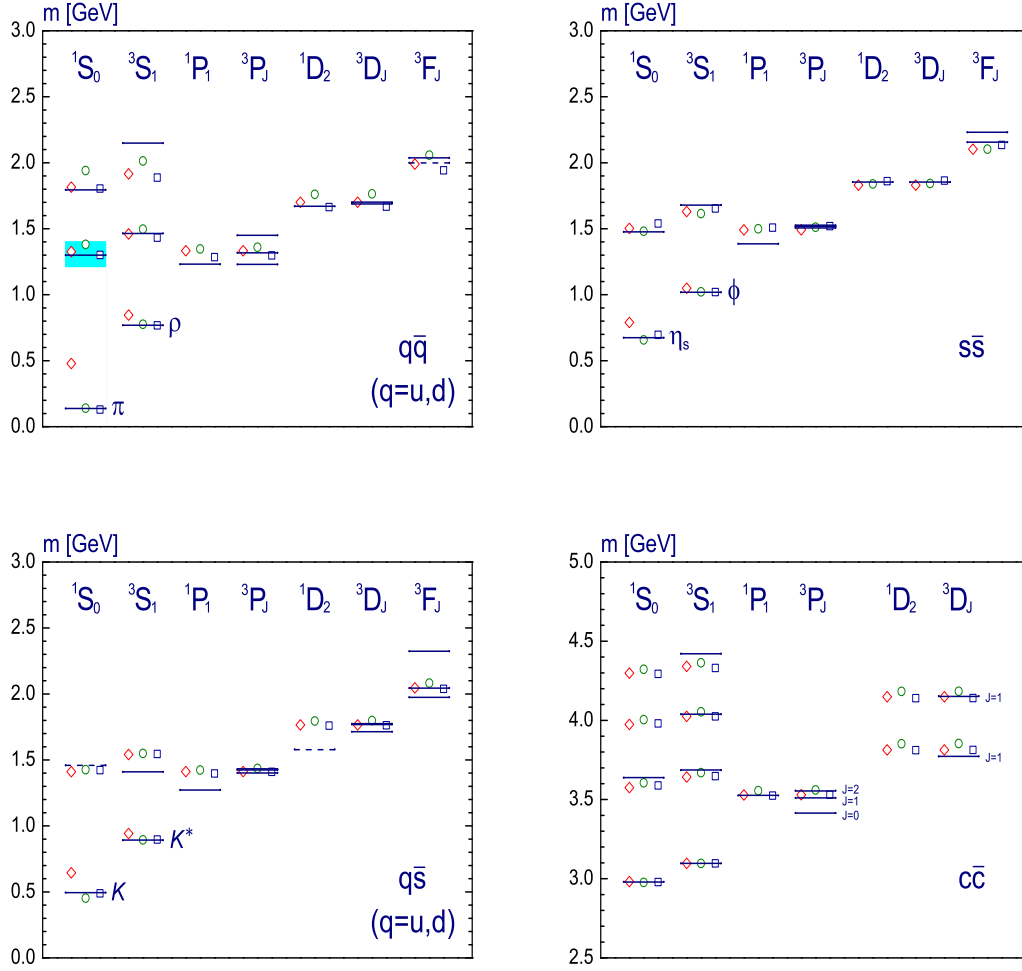 m [GeV]
3.0
2.5
2.0
1.5
1.0
0.5
0.0
¹S₀ ³S₁ ¹P₁ ³P_J ¹D₂ ³D_J ³F_J
ρ
π
qq̄
(q=u,d)
m [GeV]
3.0
2.5
2.0
1.5
1.0
0.5
0.0
¹S₀ ³S₁ ¹P₁ ³P_J ¹D₂ ³D_J ³F_J
ϕ
ηₛ
ss̄
m [GeV]
3.0
2.5
2.0
1.5
1.0
0.5
0.0
¹S₀ ³S₁ ¹P₁ ³P_J ¹D₂ ³D_J ³F_J
K*
K
qs̄
(q=u,d)
m [GeV]
5.0
4.5
4.0
3.5
3.0
2.5
¹S₀ ³S₁ ¹P₁ ³P_J ¹D₂ ³D_J
J=1
J=1
J=2
J=1
J=0
cc̄